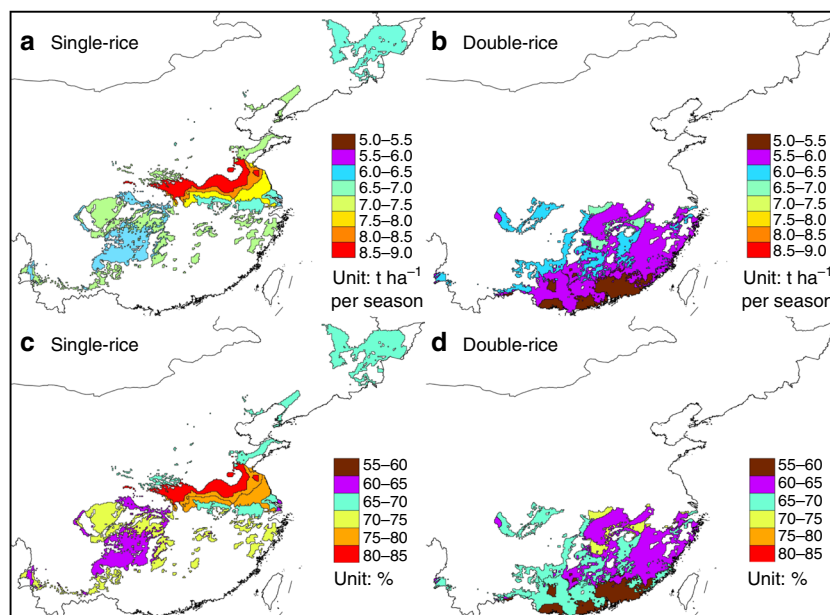 a Single-rice
5.0–5.5
5.5–6.0
6.0–6.5
6.5–7.0
7.0–7.5
7.5–8.0
8.0–8.5
8.5–9.0
Unit: t ha⁻¹
per season
b Double-rice
5.0–5.5
5.5–6.0
6.0–6.5
6.5–7.0
7.0–7.5
7.5–8.0
8.0–8.5
8.5–9.0
Unit: t ha⁻¹
per season
c Single-rice
55–60
60–65
65–70
70–75
75–80
80–85
Unit: %
d Double-rice
55–60
60–65
65–70
70–75
75–80
80–85
Unit: %